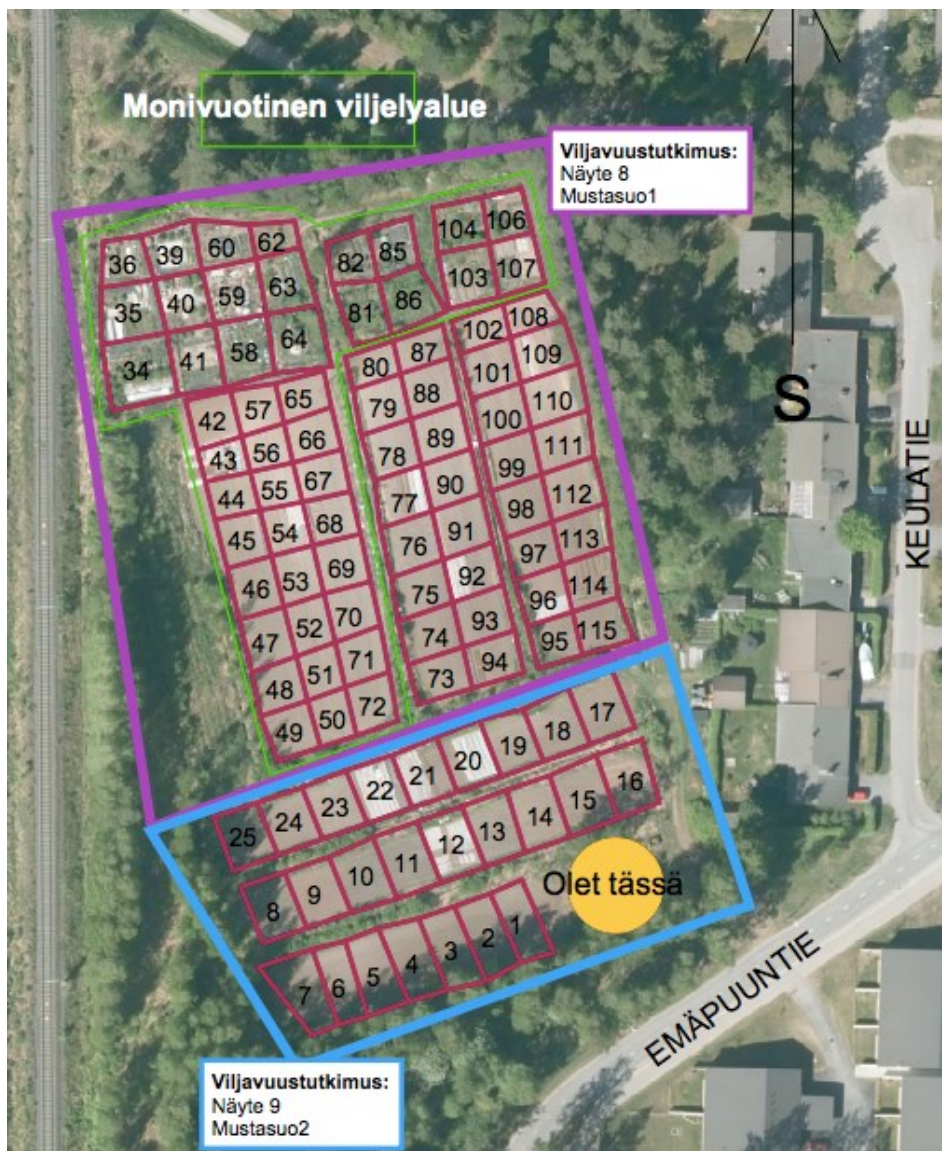 Monivuotinen viljelyalue
Viljavuustutkimus:
Näyte 8
Mustasuo1
S
KEULATIE
36 39 60 62 82 85 104 106
35 40 59 63 81 86 103 107
34 41 58 64
42 57 65 80 87 102 108
43 56 66 79 88 101 109
44 55 67 78 89 100 110
45 54 68 77 90 99 111
46 53 69 76 91 98 112
47 52 70 75 92 97 113
48 51 71 74 93 96 114
49 50 72 73 94 95 115
25 24 23 22 21 20 19 18 17
8 9 10 11 12 13 14 15 16
7 6 5 4 3 2 1
Olet tässä
EMÄPUUNTIE
Viljavuustutkimus:
Näyte 9
Mustasuo2